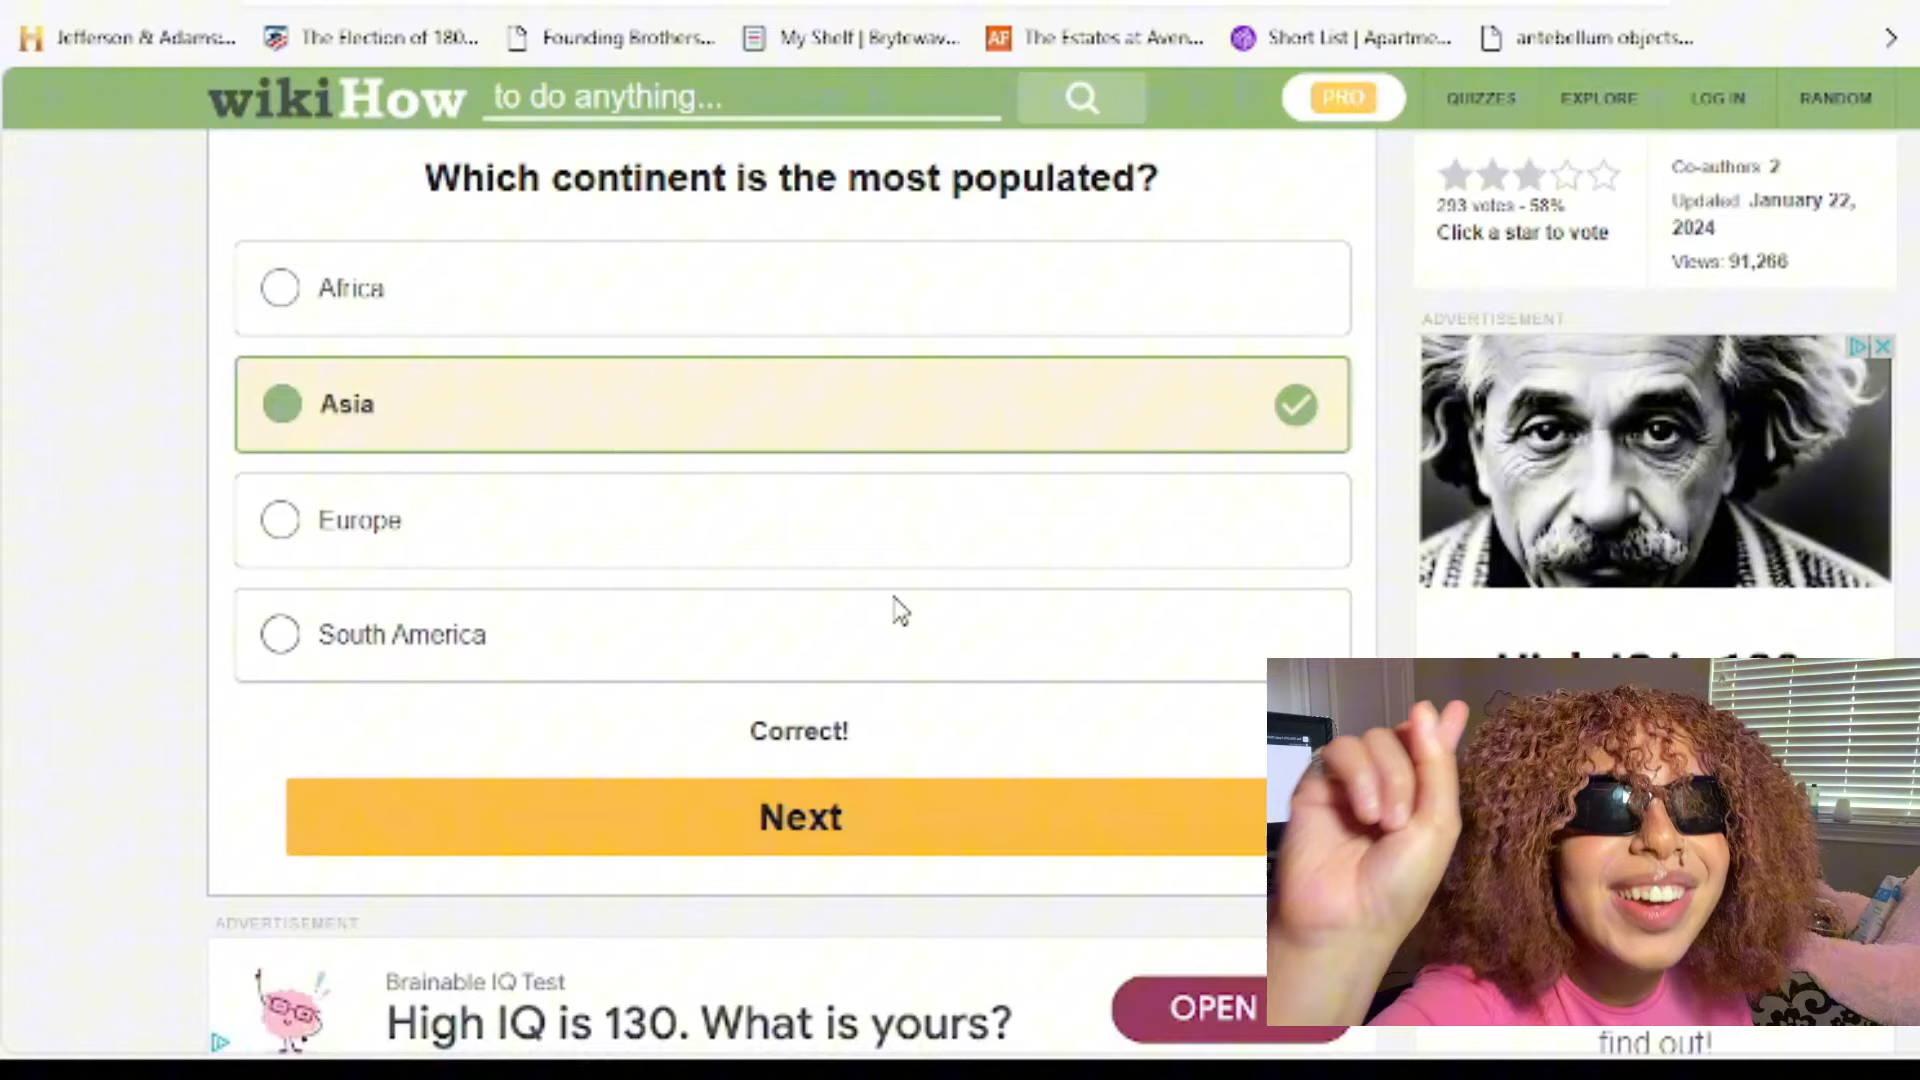 Jefferson & Adams:...
The Election of 180...
Founding Brothers...
My Shelf | Brytewav...
AF
The Estates at Aven...
Short List | Apartme...
antebellum objects...
wikiHow
to do anything...
PRO
QUIZZES
EXPLORE
LOG IN
RANDOM
Which continent is the most populated?
Africa
Asia
Europe
South America
Correct!
Next
293 votes - 58%
Click a star to vote
Co-authors: 2
Updated: January 22,
2024
Views: 91,266
ADVERTISEMENT
ADVERTISEMENT
Brainable IQ Test
High IQ is 130. What is yours?
OPEN
find out!